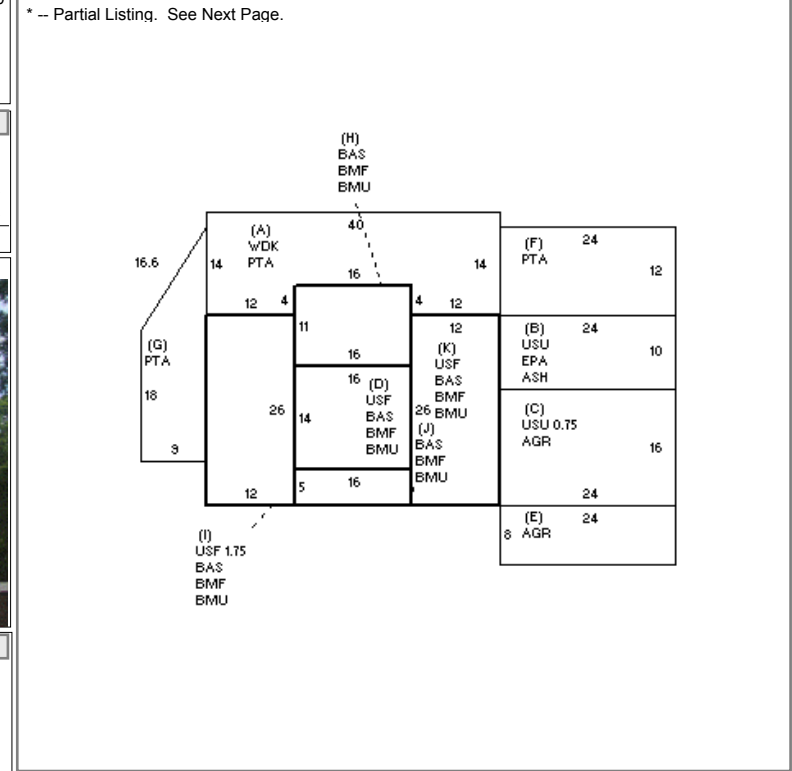 * -- Partial Listing. See Next Page.
(H)
BAS
BMF
BMU
40
(A)
WDK
PTA
14
14
16
12
4
4
12
16.6
(F)
PTA
24
12
(G)
PTA
18
9
11
16
12
(K)
USF
BAS
BMF
BMU
(B)
USU
EPA
ASH
24
10
26
14
16
(D)
USF
BAS
BMF
BMU
26
(J)
BAS
BMF
BMU
(C)
USU 0.75
AGR
16
24
12
5
16
(E)
AGR
24
8
(I)
USF 1.75
BAS
BMF
BMU